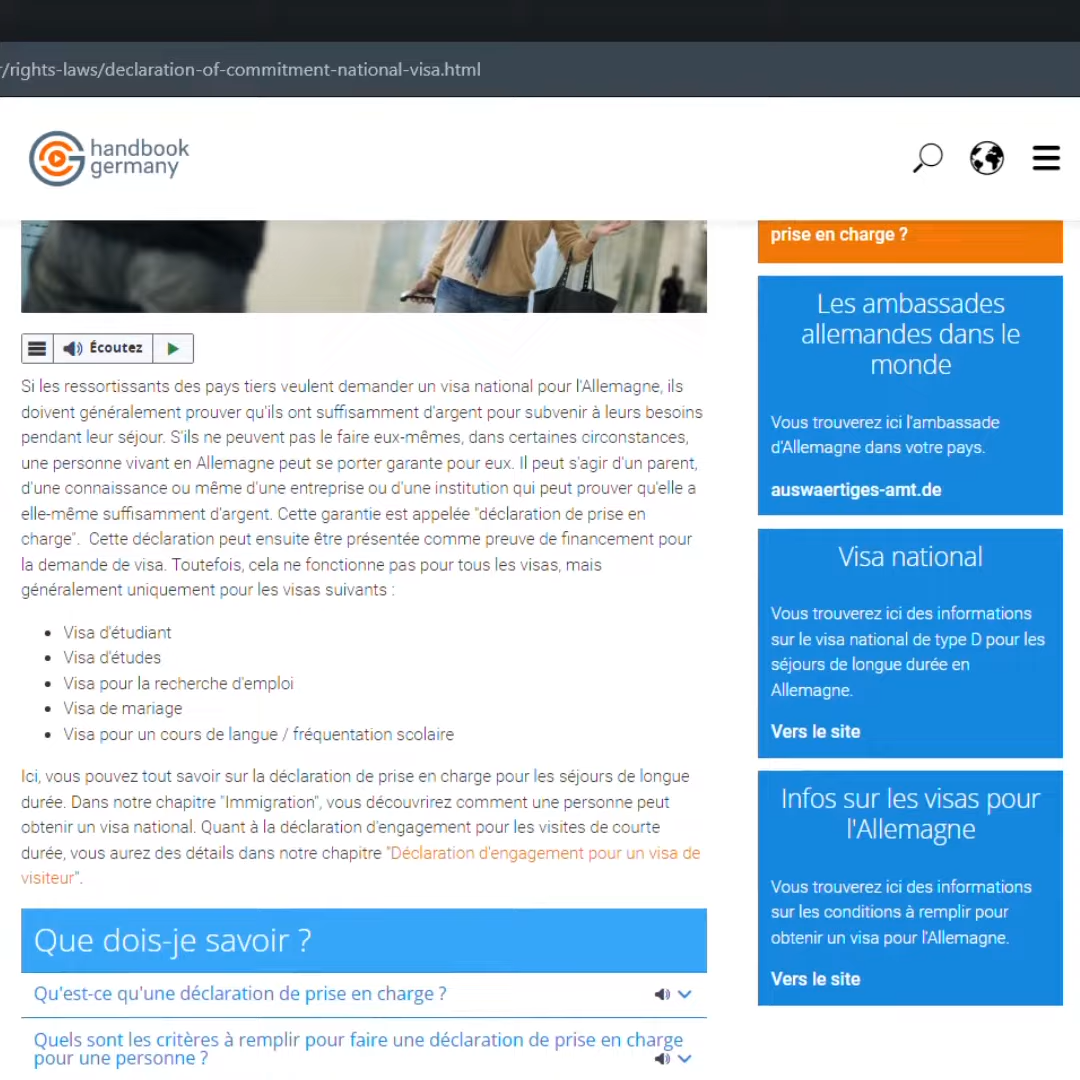 /rights-laws/declaration-of-commitment-national-visa.html
handbook
germany
prise en charge ?
Écoutez
Si les ressortissants des pays tiers veulent demander un visa national pour l'Allemagne, ils
doivent généralement prouver qu'ils ont suffisamment d'argent pour subvenir à leurs besoins
pendant leur séjour. S'ils ne peuvent pas le faire eux-mêmes, dans certaines circonstances,
une personne vivant en Allemagne peut se porter garante pour eux. Il peut s'agir d'un parent,
d'une connaissance ou même d'une entreprise ou d'une institution qui peut prouver qu'elle a
elle-même suffisamment d'argent. Cette garantie est appelée "déclaration de prise en
charge".  Cette déclaration peut ensuite être présentée comme preuve de financement pour
la demande de visa. Toutefois, cela ne fonctionne pas pour tous les visas, mais
généralement uniquement pour les visas suivants :
Visa d'étudiant
Visa d'études
Visa pour la recherche d'emploi
Visa de mariage
Visa pour un cours de langue / fréquentation scolaire
Ici, vous pouvez tout savoir sur la déclaration de prise en charge pour les séjours de longue
durée. Dans notre chapitre "Immigration", vous découvrirez comment une personne peut
obtenir un visa national. Quant à la déclaration d'engagement pour les visites de courte
durée, vous aurez des détails dans notre chapitre "Déclaration d'engagement pour un visa de
visiteur".
Que dois-je savoir ?
Qu'est-ce qu'une déclaration de prise en charge ?
Quels sont les critères à remplir pour faire une déclaration de prise en charge
pour une personne ?
Les ambassades
allemandes dans le
monde
Vous trouverez ici l'ambassade
d'Allemagne dans votre pays.
auswaertiges-amt.de
Visa national
Vous trouverez ici des informations
sur le visa national de type D pour les
séjours de longue durée en
Allemagne.
Vers le site
Infos sur les visas pour
l'Allemagne
Vous trouverez ici des informations
sur les conditions à remplir pour
obtenir un visa pour l'Allemagne.
Vers le site